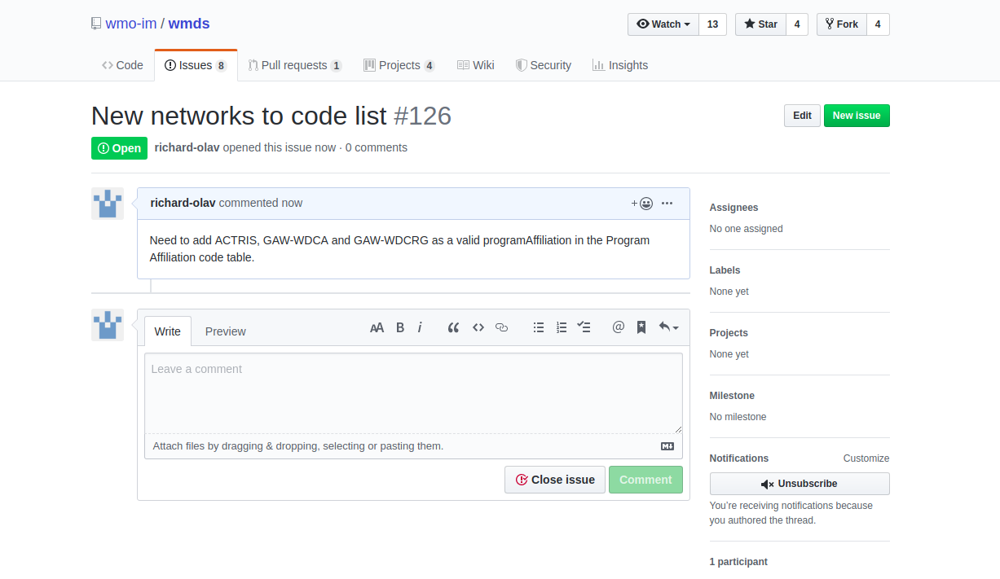 wmo-im / wmds
Watch 13 Star 4 Fork 4
Code Issues 8 Pull requests 1 Projects 4 Wiki Security Insights
New networks to code list #126
Edit New issue
Open richard-olav opened this issue now · 0 comments
richard-olav commented now
Need to add ACTRIS, GAW-WDCA and GAW-WDCRG as a valid programAffiliation in the Program
Affiliation code table.
Write Preview
Leave a comment
Attach files by dragging & dropping, selecting or pasting them.
Close issue Comment
Assignees
No one assigned
Labels
None yet
Projects
None yet
Milestone
No milestone
Notifications Customize
Unsubscribe
You’re receiving notifications because
you authored the thread.
1 participant